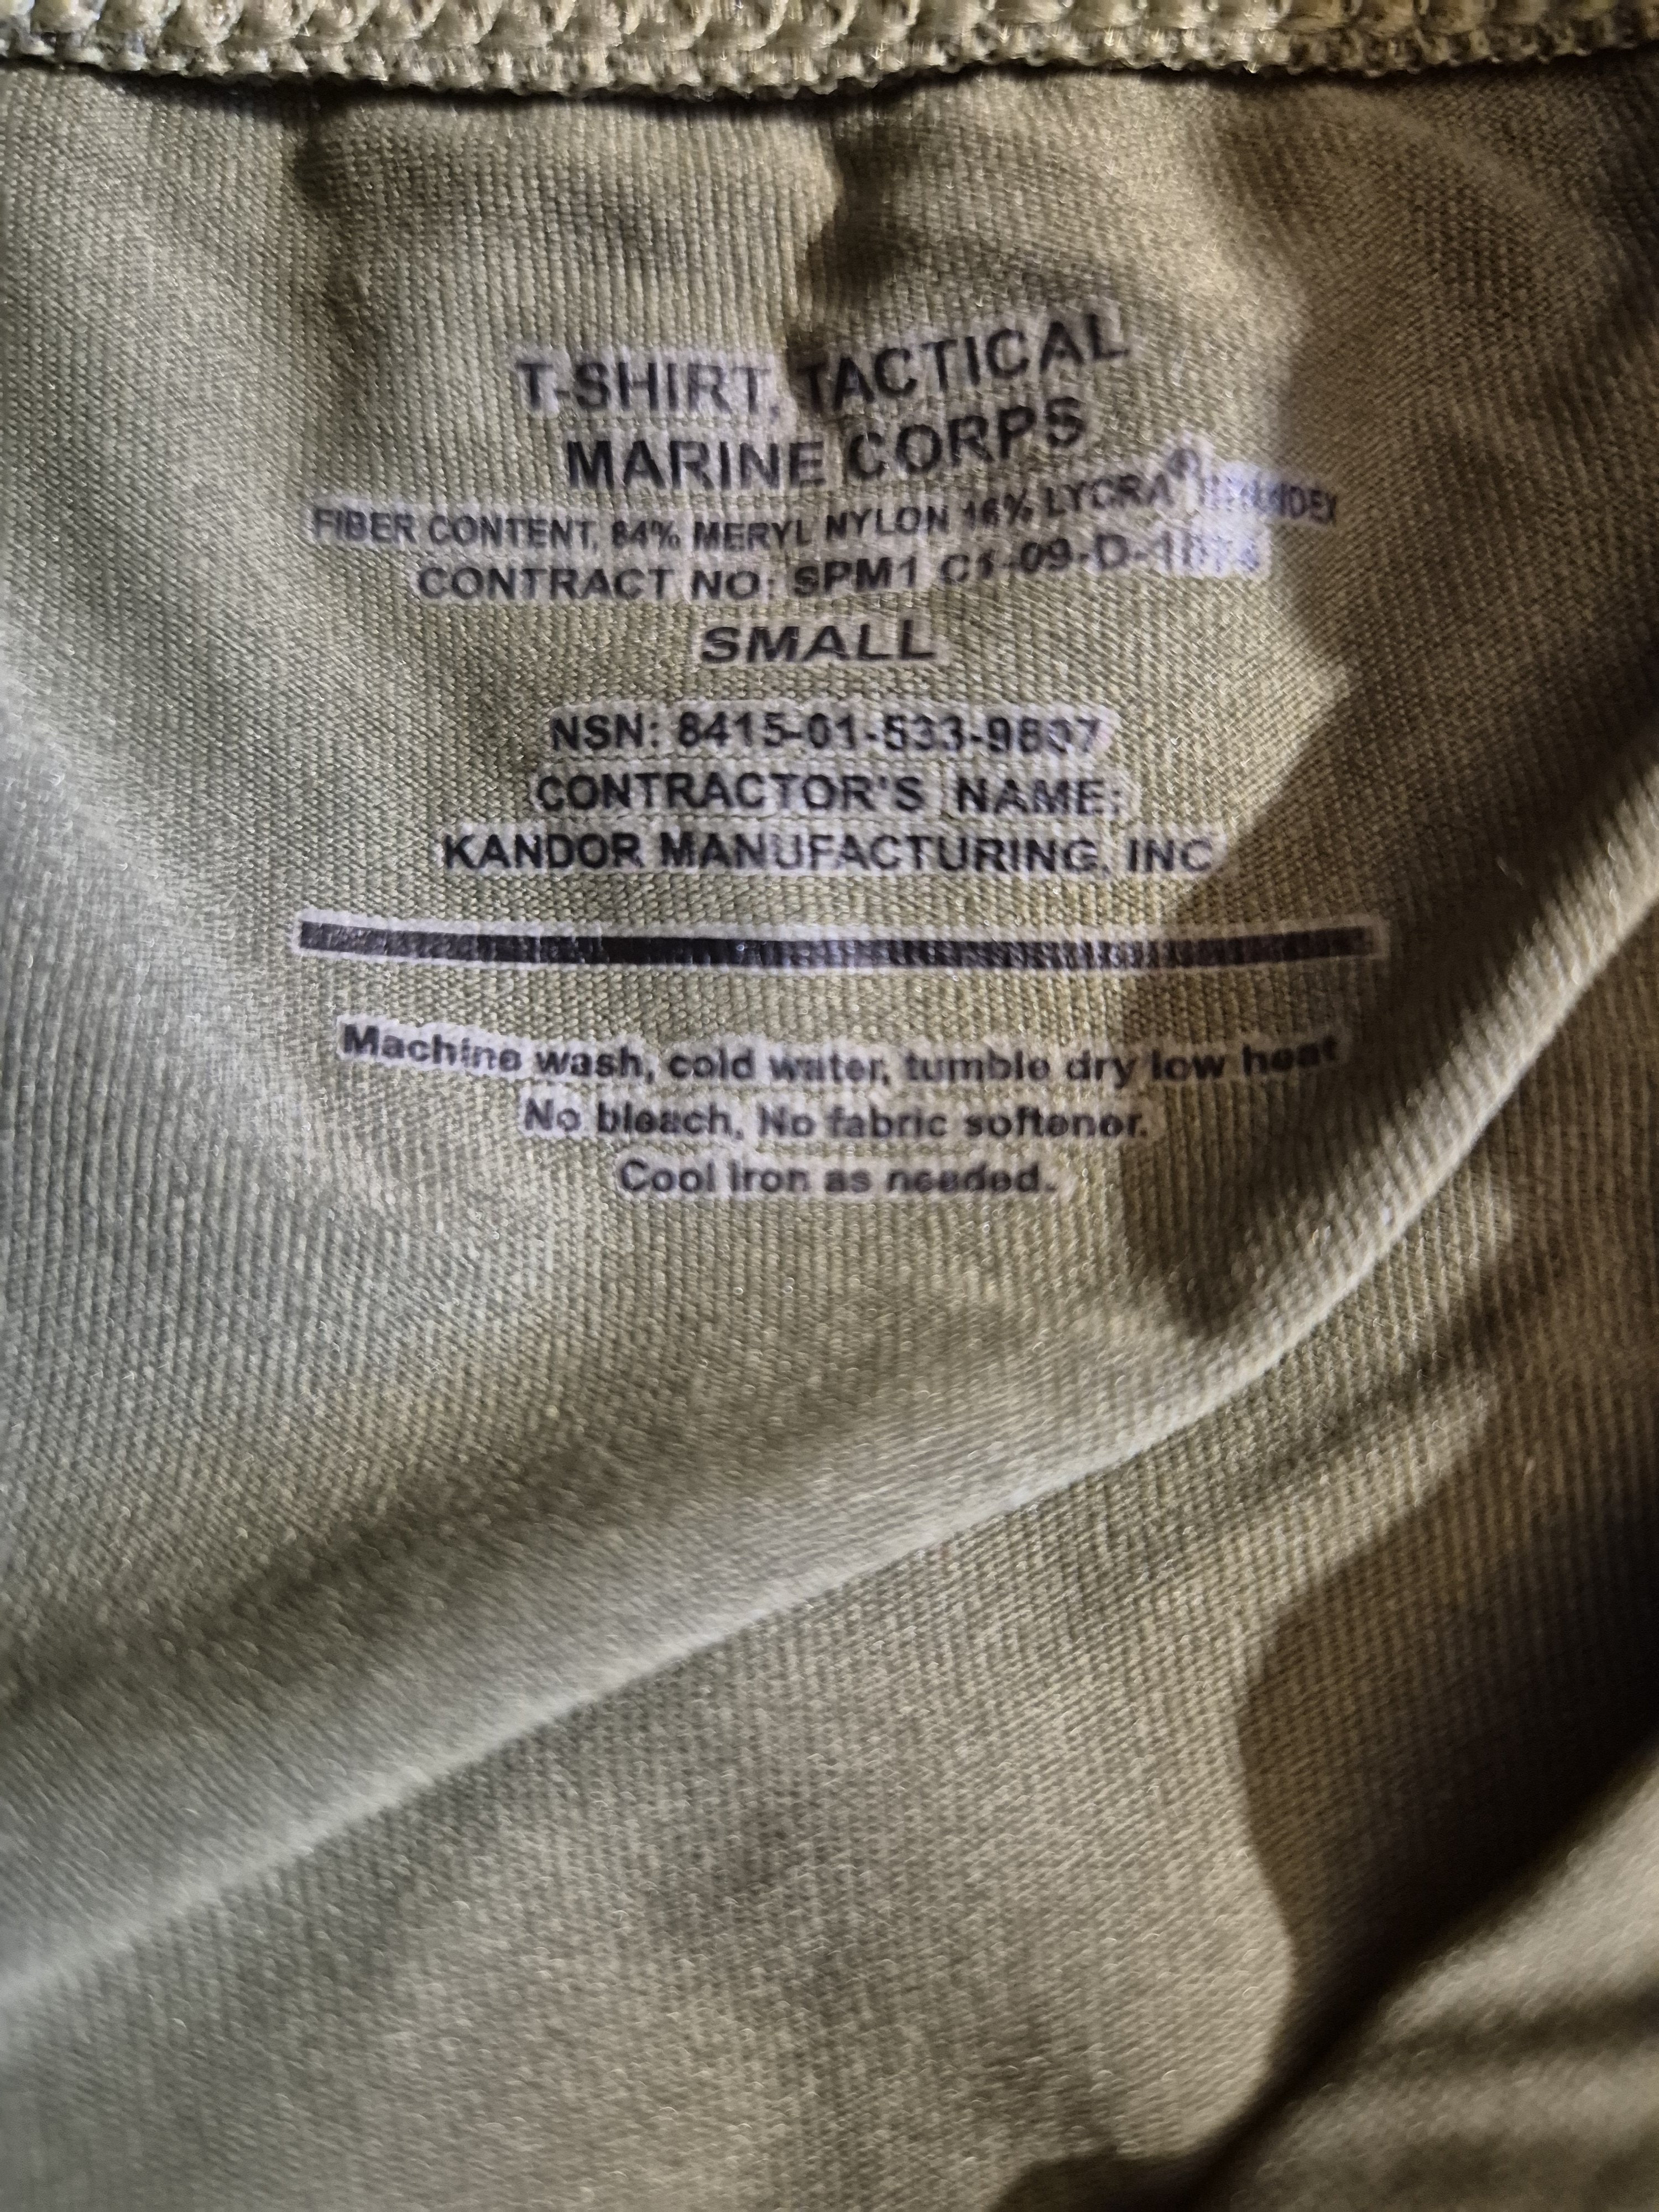 T-SHIRT, TACTICAL
MARINE CORPS
FIBER CONTENT, 84% MERYL NYLON 16% LYCRA®
CONTRACT NO: SPM1 C1-09-D-
SMALL
NSN: 8415-01-533-9807
CONTRACTOR'S NAME:
KANDOR MANUFACTURING, INC
Machine wash, cold water, tumble dry low heat
No bleach, No fabric softener.
Cool Iron as needed.